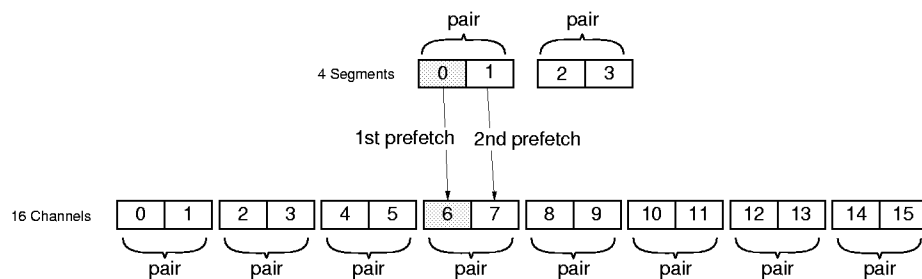 pair pair
4 Segments 0 1 2 3
1st prefetch 2nd prefetch
16 Channels 0 1 2 3 4 5 6 7 8 9 10 11 12 13 14 15
pair pair pair pair pair pair pair pair